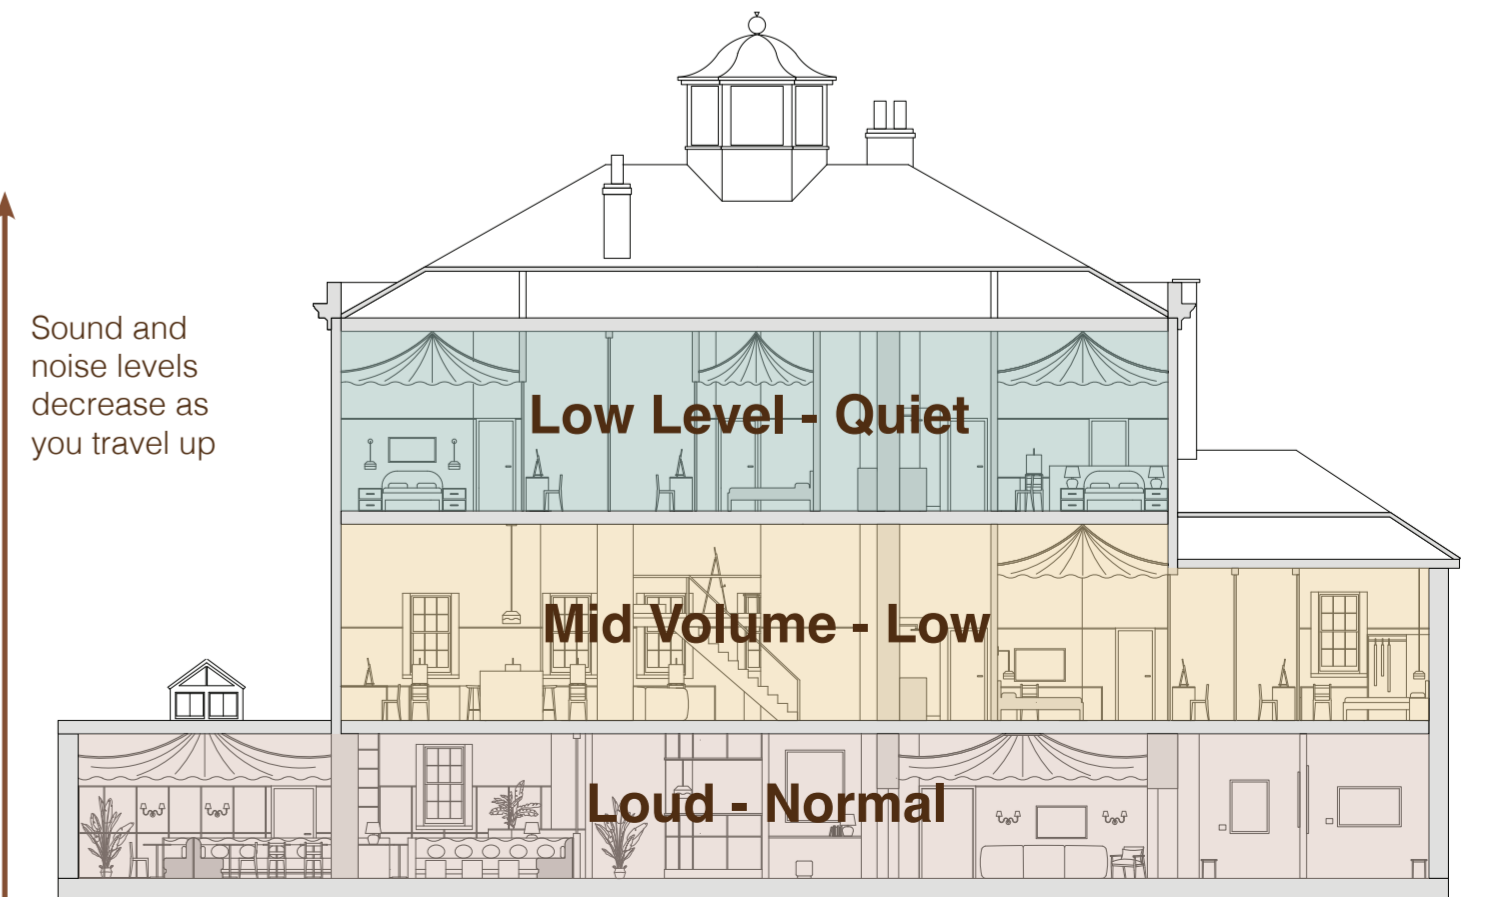 Sound and
noise levels
decrease as
you travel up
Low Level - Quiet
Mid Volume - Low
Loud - Normal